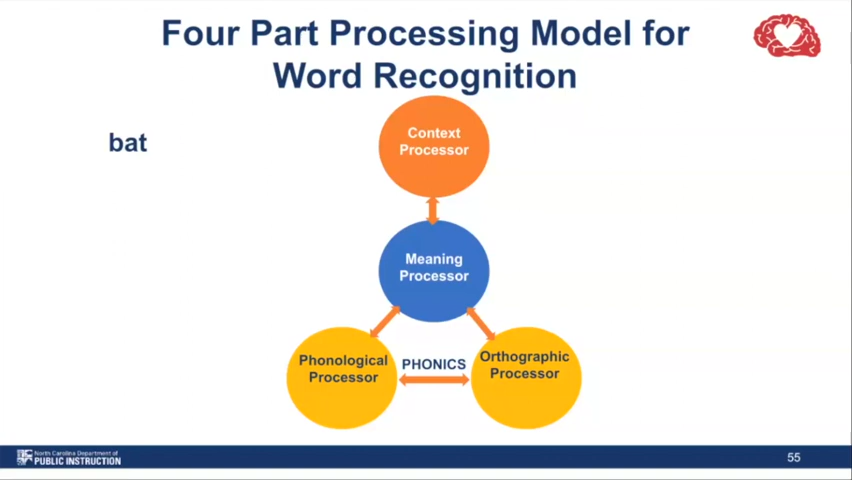 Four Part Processing Model for
Word Recognition
bat
Context
Processor
Meaning
Processor
Phonological
Processor
PHONICS
Orthographic
Processor
North Carolina Department of
PUBLIC INSTRUCTION
55